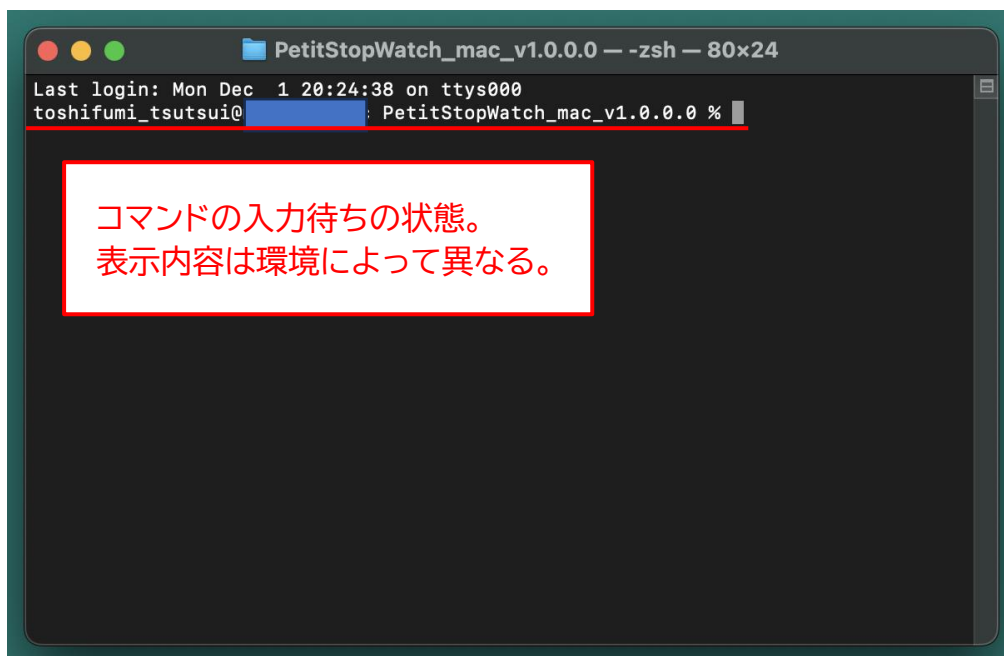 PetitStopWatch_mac_v1.0.0.0 — -zsh — 80×24
Last login: Mon Dec  1 20:24:38 on ttys000
toshifumi_tsutsui@ : PetitStopWatch_mac_v1.0.0.0 %
コマンドの入力待ちの状態。
表示内容は環境によって異なる。